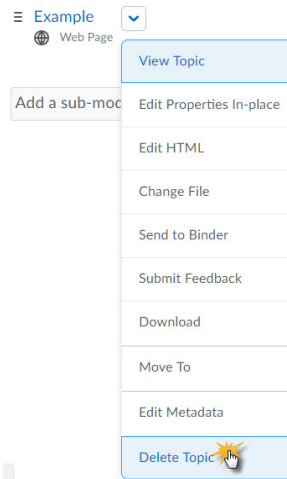 Example
Web Page
View Topic
Add a sub-mod
Edit Properties In-place
Edit HTML
Change File
Send to Binder
Submit Feedback
Download
Move To
Edit Metadata
Delete Topic